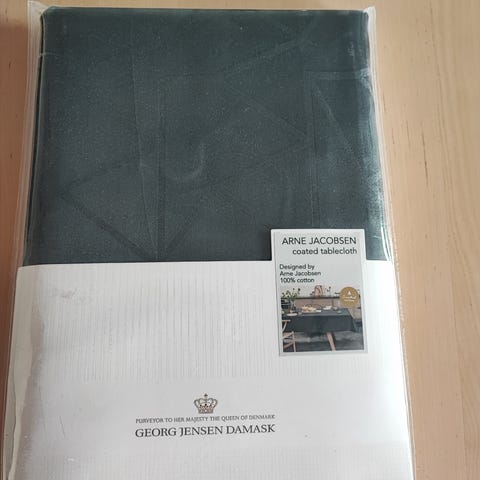 ARNE JACOBSEN
coated tablecloth
Designed by
Arne Jacobsen
100% cotton
PURVEYOR TO HER MAJESTY THE QUEEN OF DENMARK
GEORG JENSEN DAMASK